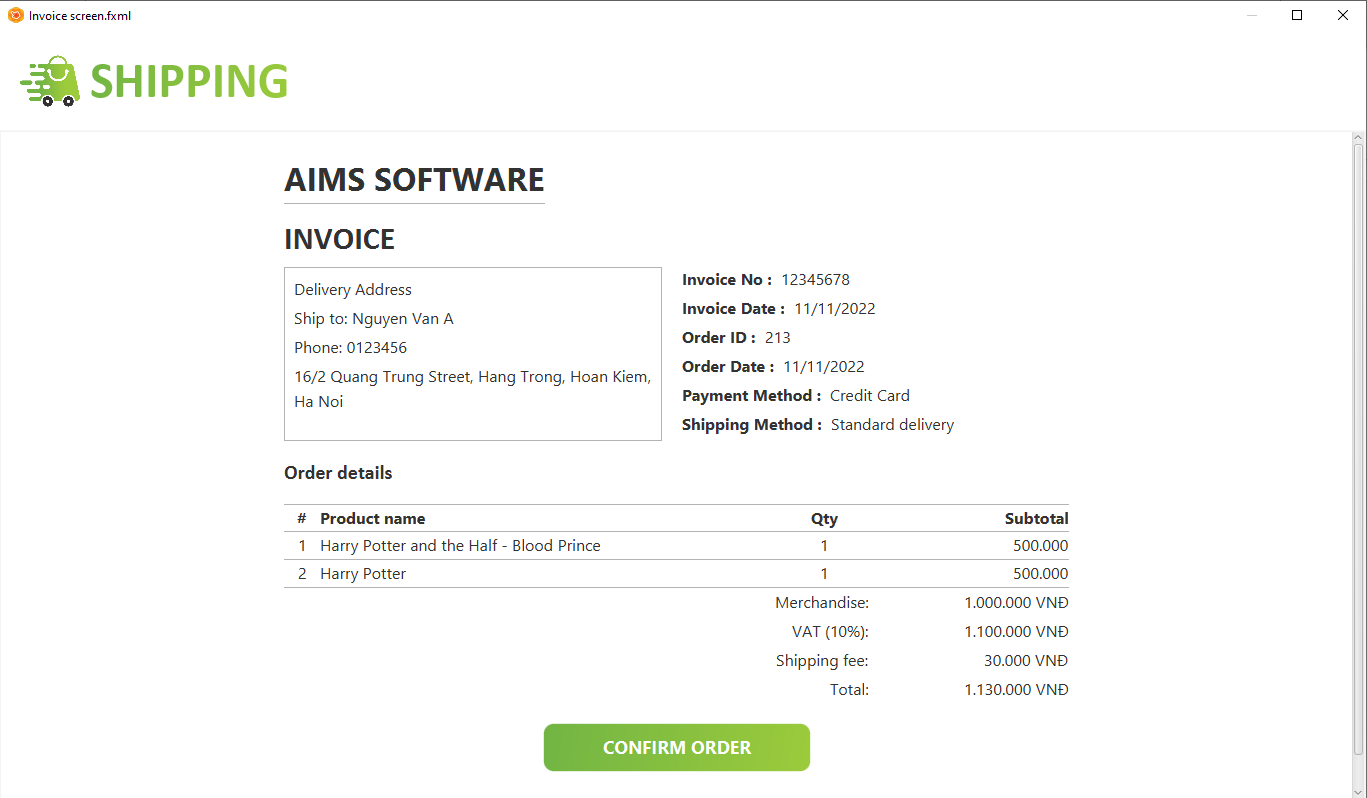 Invoice screen.fxml
SHIPPING
AIMS SOFTWARE
INVOICE
Delivery Address
Ship to: Nguyen Van A
Phone: 0123456
16/2 Quang Trung Street, Hang Trong, Hoan Kiem,
Ha Noi
Invoice No : 12345678
Invoice Date : 11/11/2022
Order ID : 213
Order Date : 11/11/2022
Payment Method : Credit Card
Shipping Method : Standard delivery
Order details
# Product name Qty Subtotal
1 Harry Potter and the Half - Blood Prince 1 500.000
2 Harry Potter 1 500.000
Merchandise: 1.000.000 VNĐ
VAT (10%): 1.100.000 VNĐ
Shipping fee: 30.000 VNĐ
Total: 1.130.000 VNĐ
CONFIRM ORDER